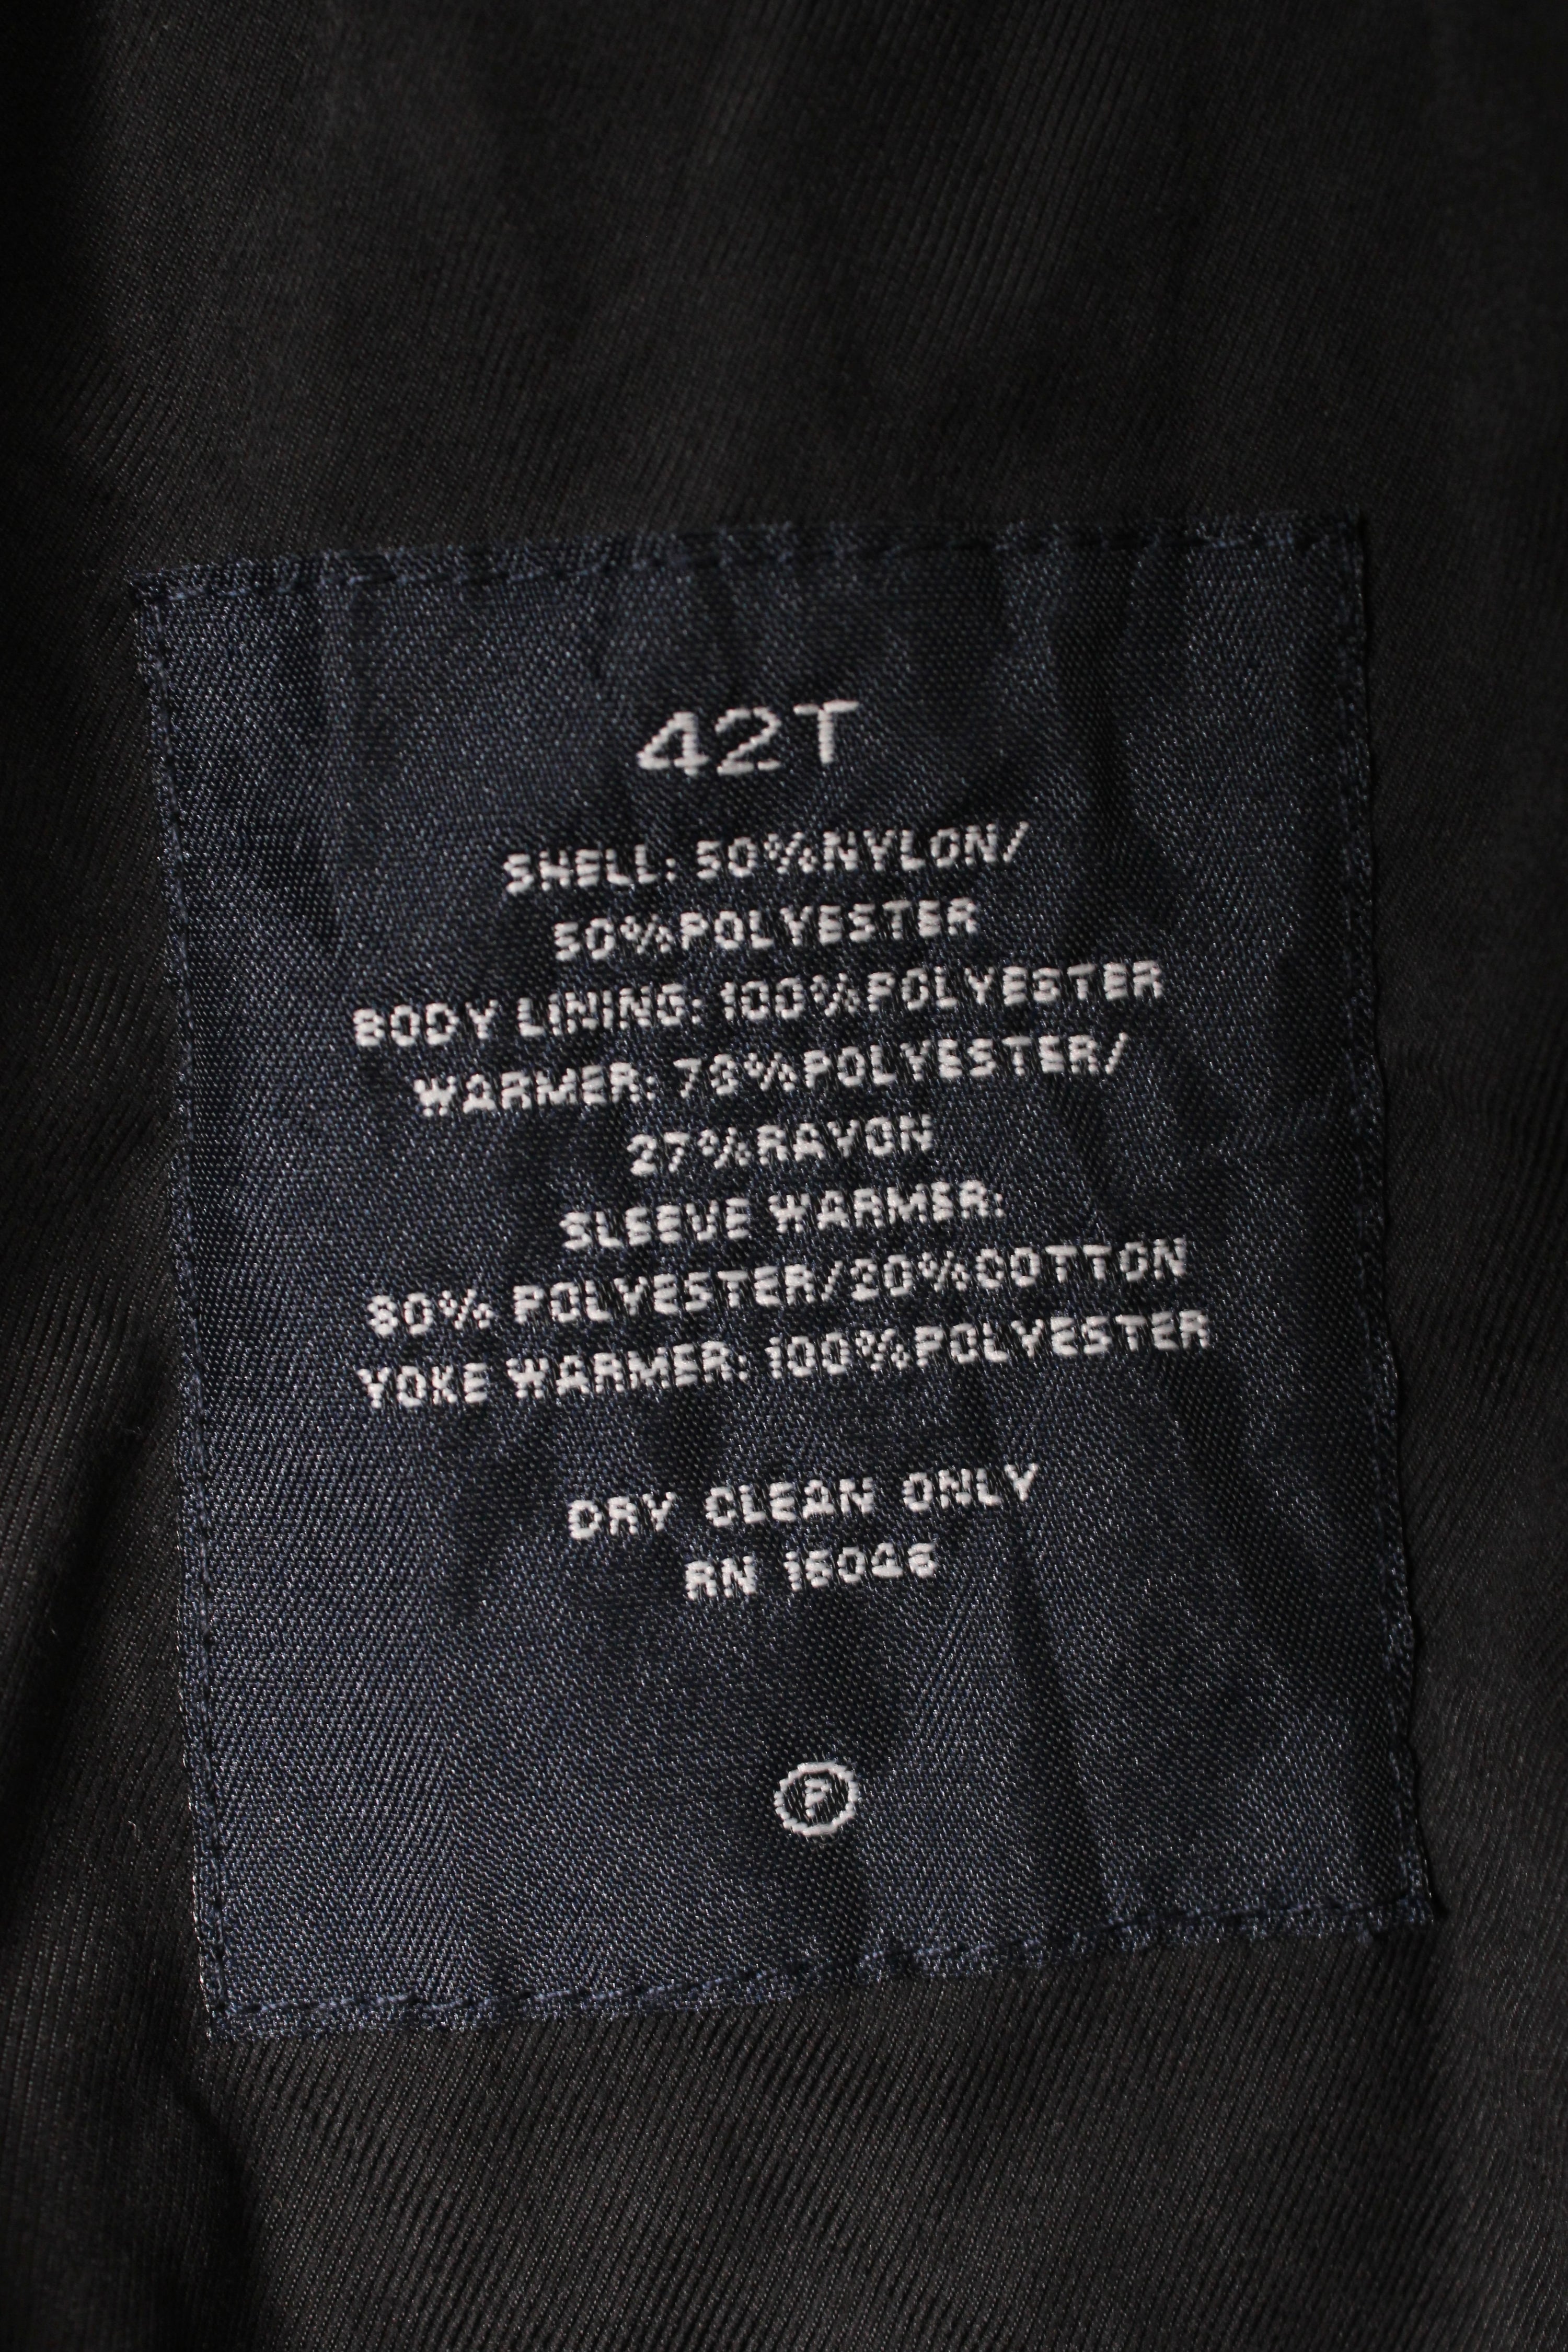 42T
SHELL: 50%NYLON/
50%POLYESTER
BODY LINING: 100%POLYESTER
WARMER: 73%POLYESTER/
27%RAYON
SLEEVE WARMER:
80% POLYESTER/20%COTTON
YOKE WARMER: 100%POLYESTER
DRY CLEAN ONLY
RN
P